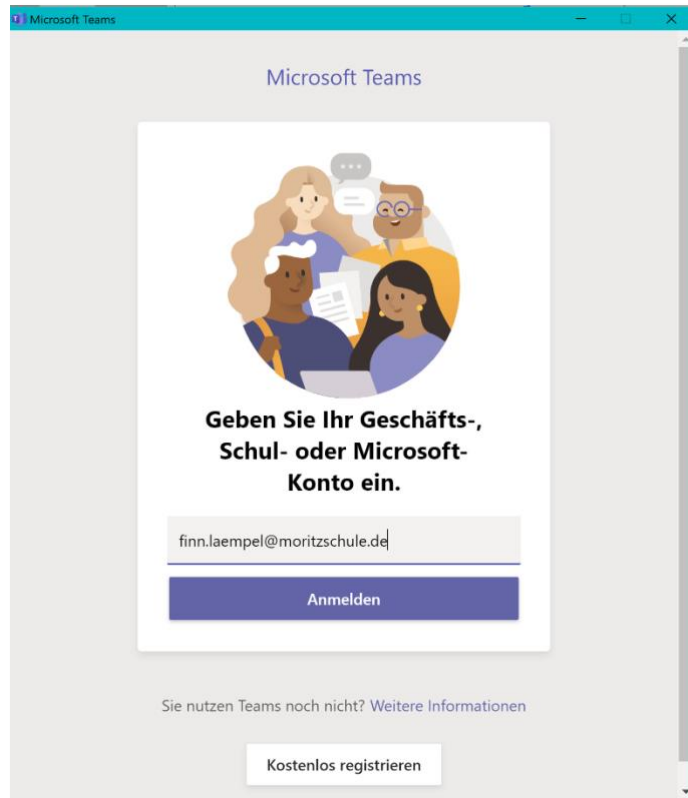 Microsoft Teams
Microsoft Teams
Geben Sie Ihr Geschäfts-,
Schul- oder Microsoft-
Konto ein.
finn.laempel@moritzschule.de
Anmelden
Sie nutzen Teams noch nicht? Weitere Informationen
Kostenlos registrieren